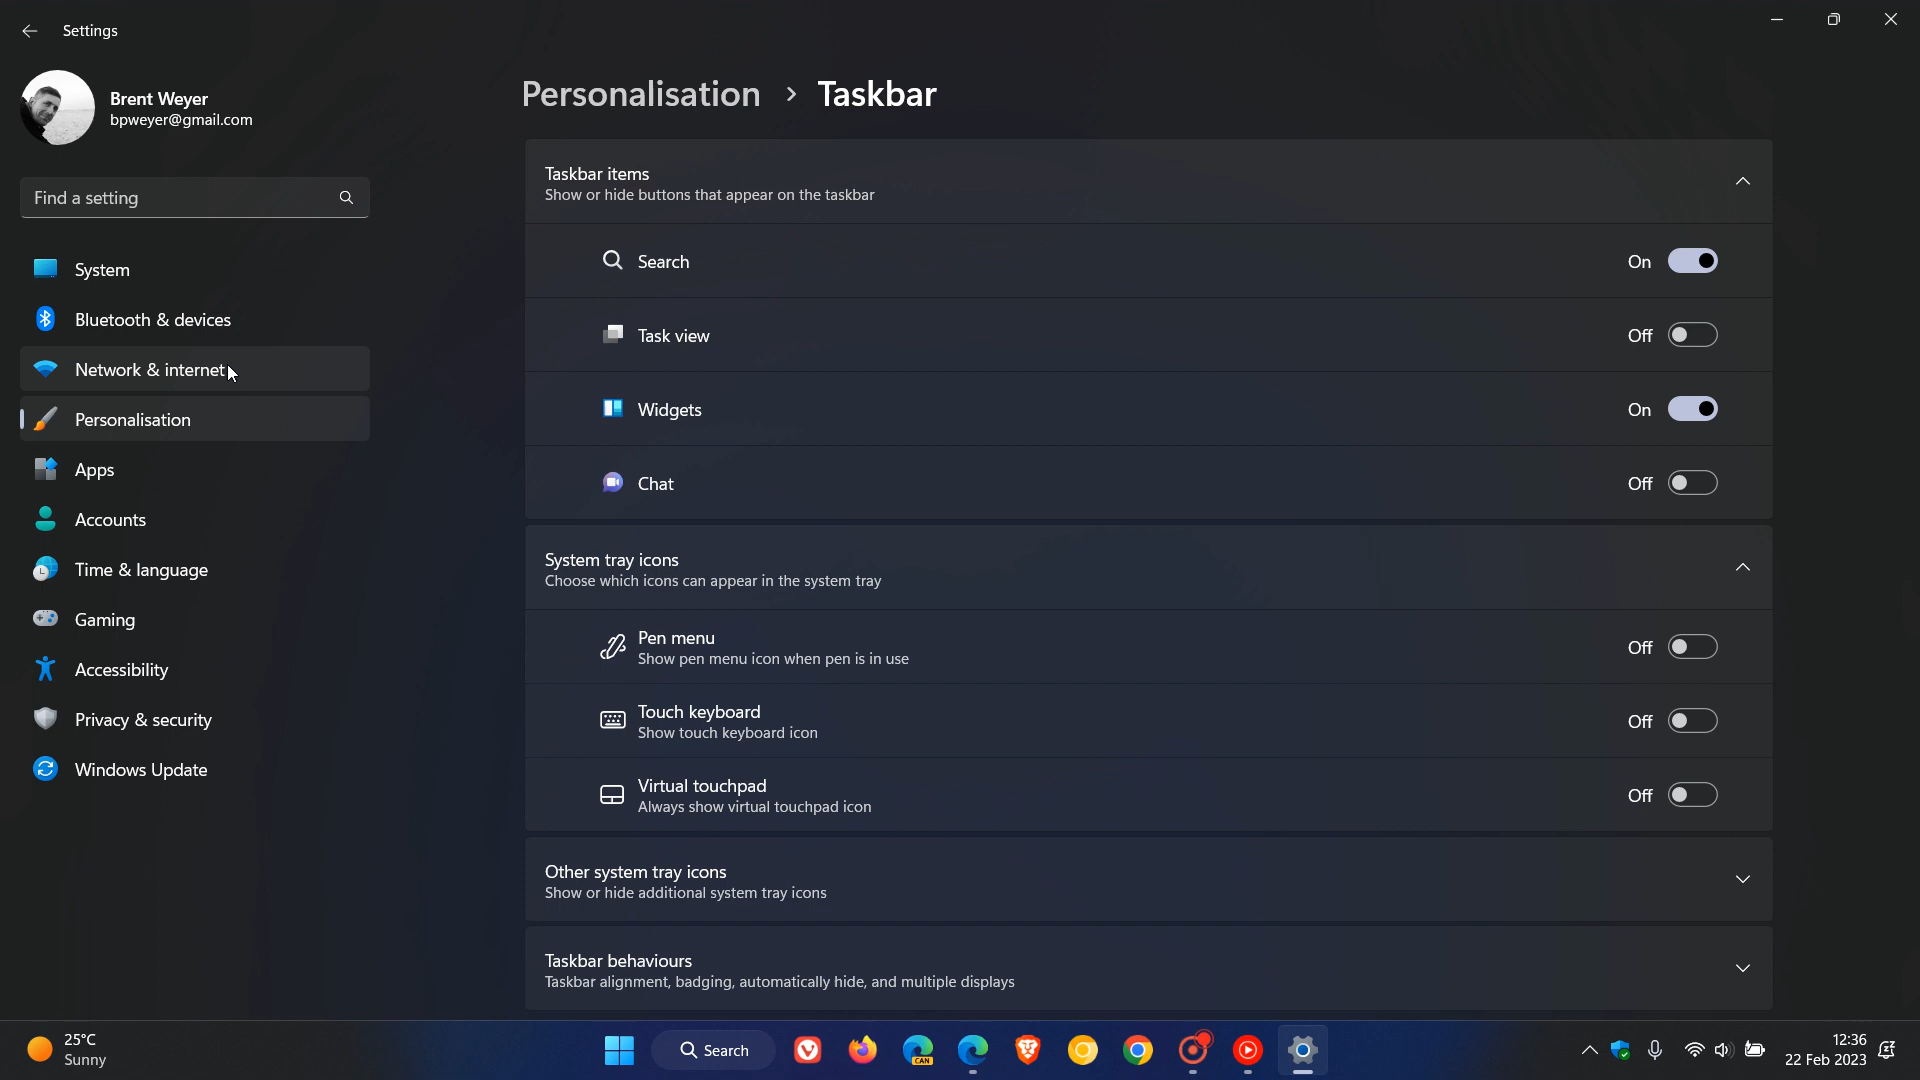 Settings
Brent Weyer
bpweyer@gmail.com
Find a setting
System
Bluetooth & devices
Network & internet
Personalisation
Apps
Accounts
Time & language
Gaming
Accessibility
Privacy & security
Windows Update
Personalisation > Taskbar
Taskbar items
Show or hide buttons that appear on the taskbar
Search On
Task view Off
Widgets On
Chat Off
System tray icons
Choose which icons can appear in the system tray
Pen menu
Show pen menu icon when pen is in use
Off
Touch keyboard
Show touch keyboard icon
Off
Virtual touchpad
Always show virtual touchpad icon
Off
Other system tray icons
Show or hide additional system tray icons
Taskbar behaviours
Taskbar alignment, badging, automatically hide, and multiple displays
25°C
Sunny
Search
CAN
12:36
22 Feb 2023